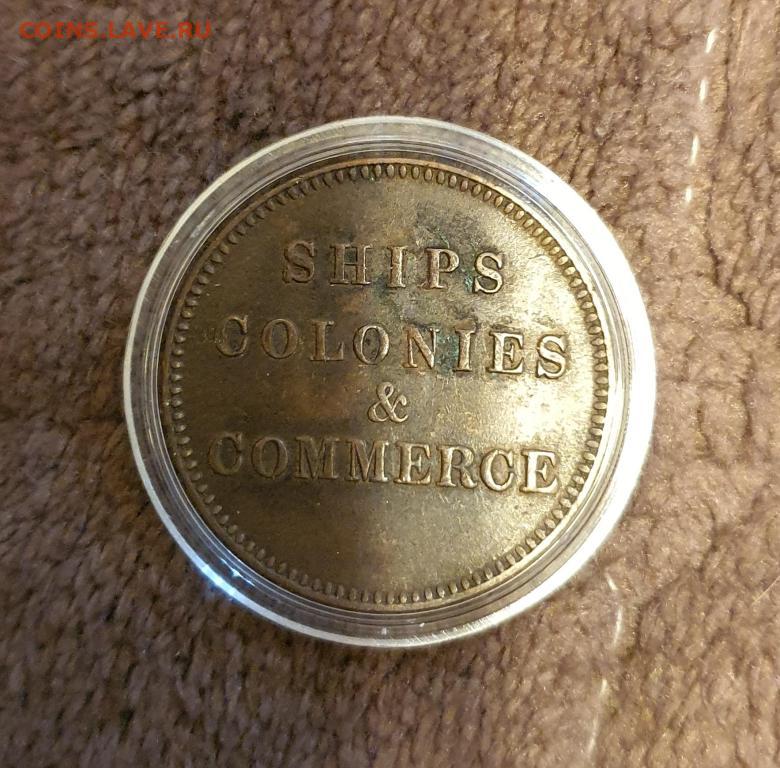 COINS.LAVE.RU
SHIPS
COLONIES
&
COMMERCE